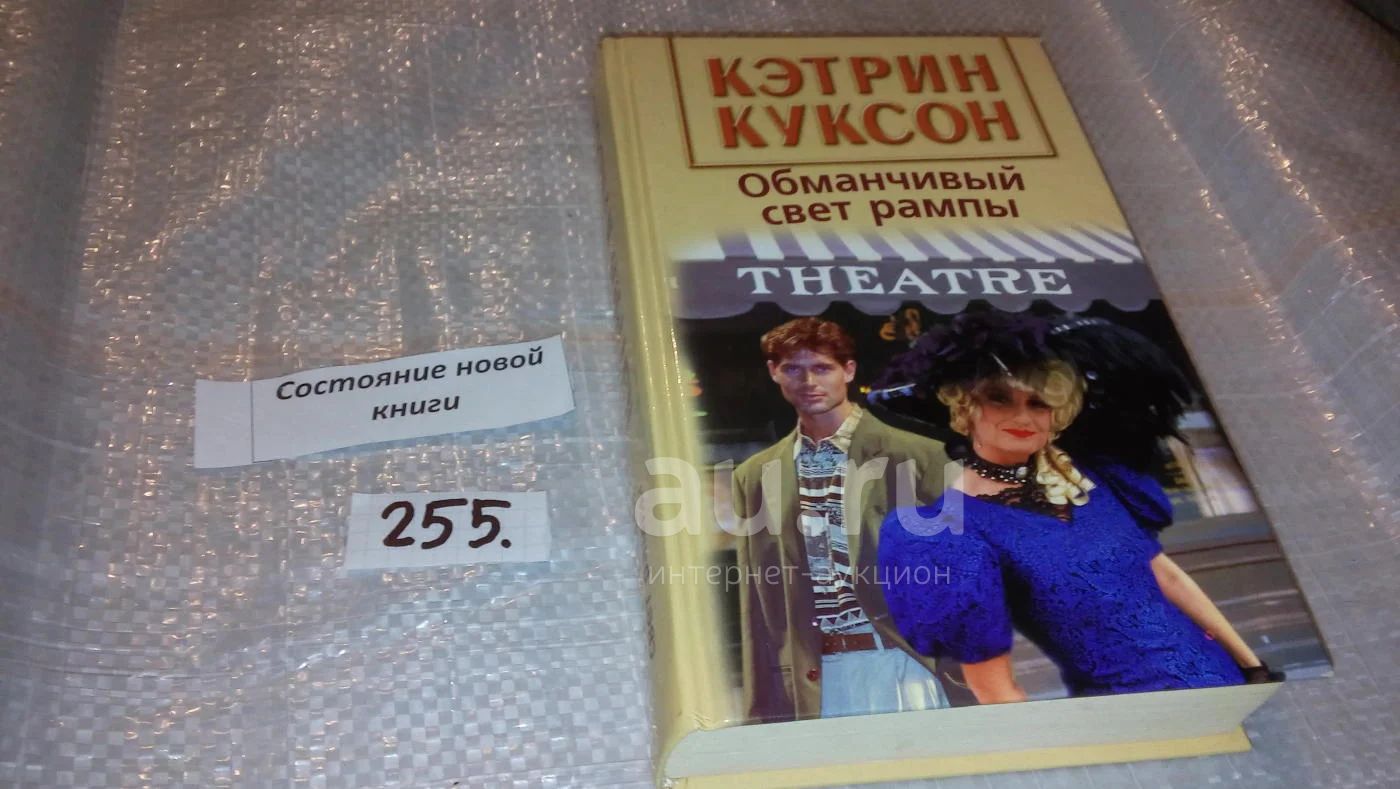 КЭТРИН
КУКСОН
Обманчивый
свет рампы
THEATRE
Состояние новой
книги
255.
au.ru
интернет-аукцион